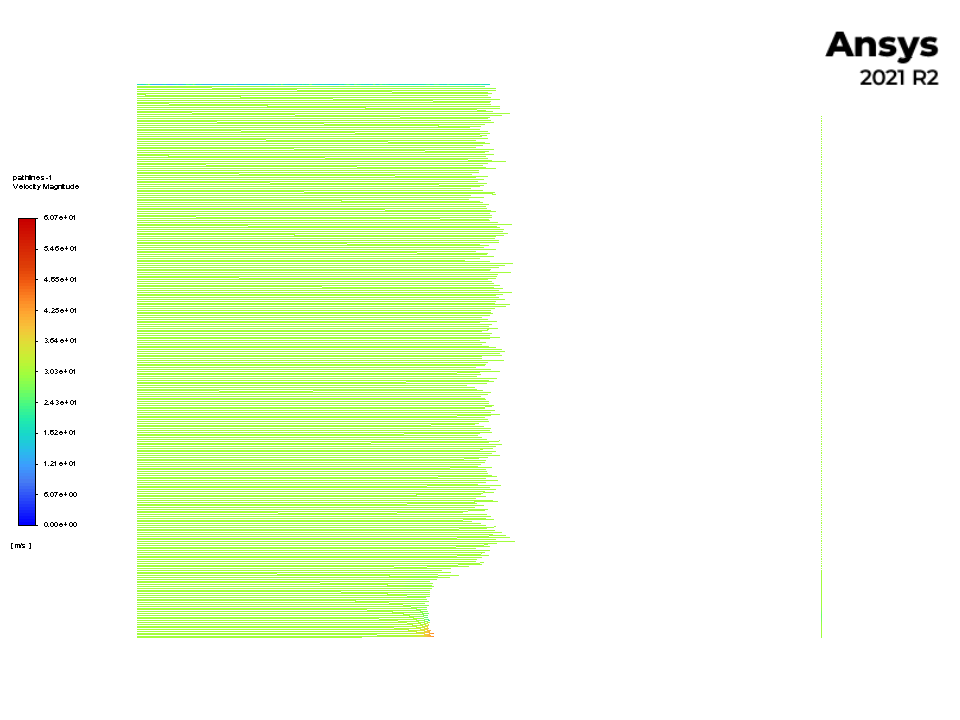 Ansys
2021 R2
pathlines-1
Velocity Magnitude
6.07e+01
5.46e+01
4.85e+01
4.25e+01
3.64e+01
3.03e+01
2.43e+01
1.82e+01
1.21e+01
6.07e+00
0.00e+00
[m/s ]